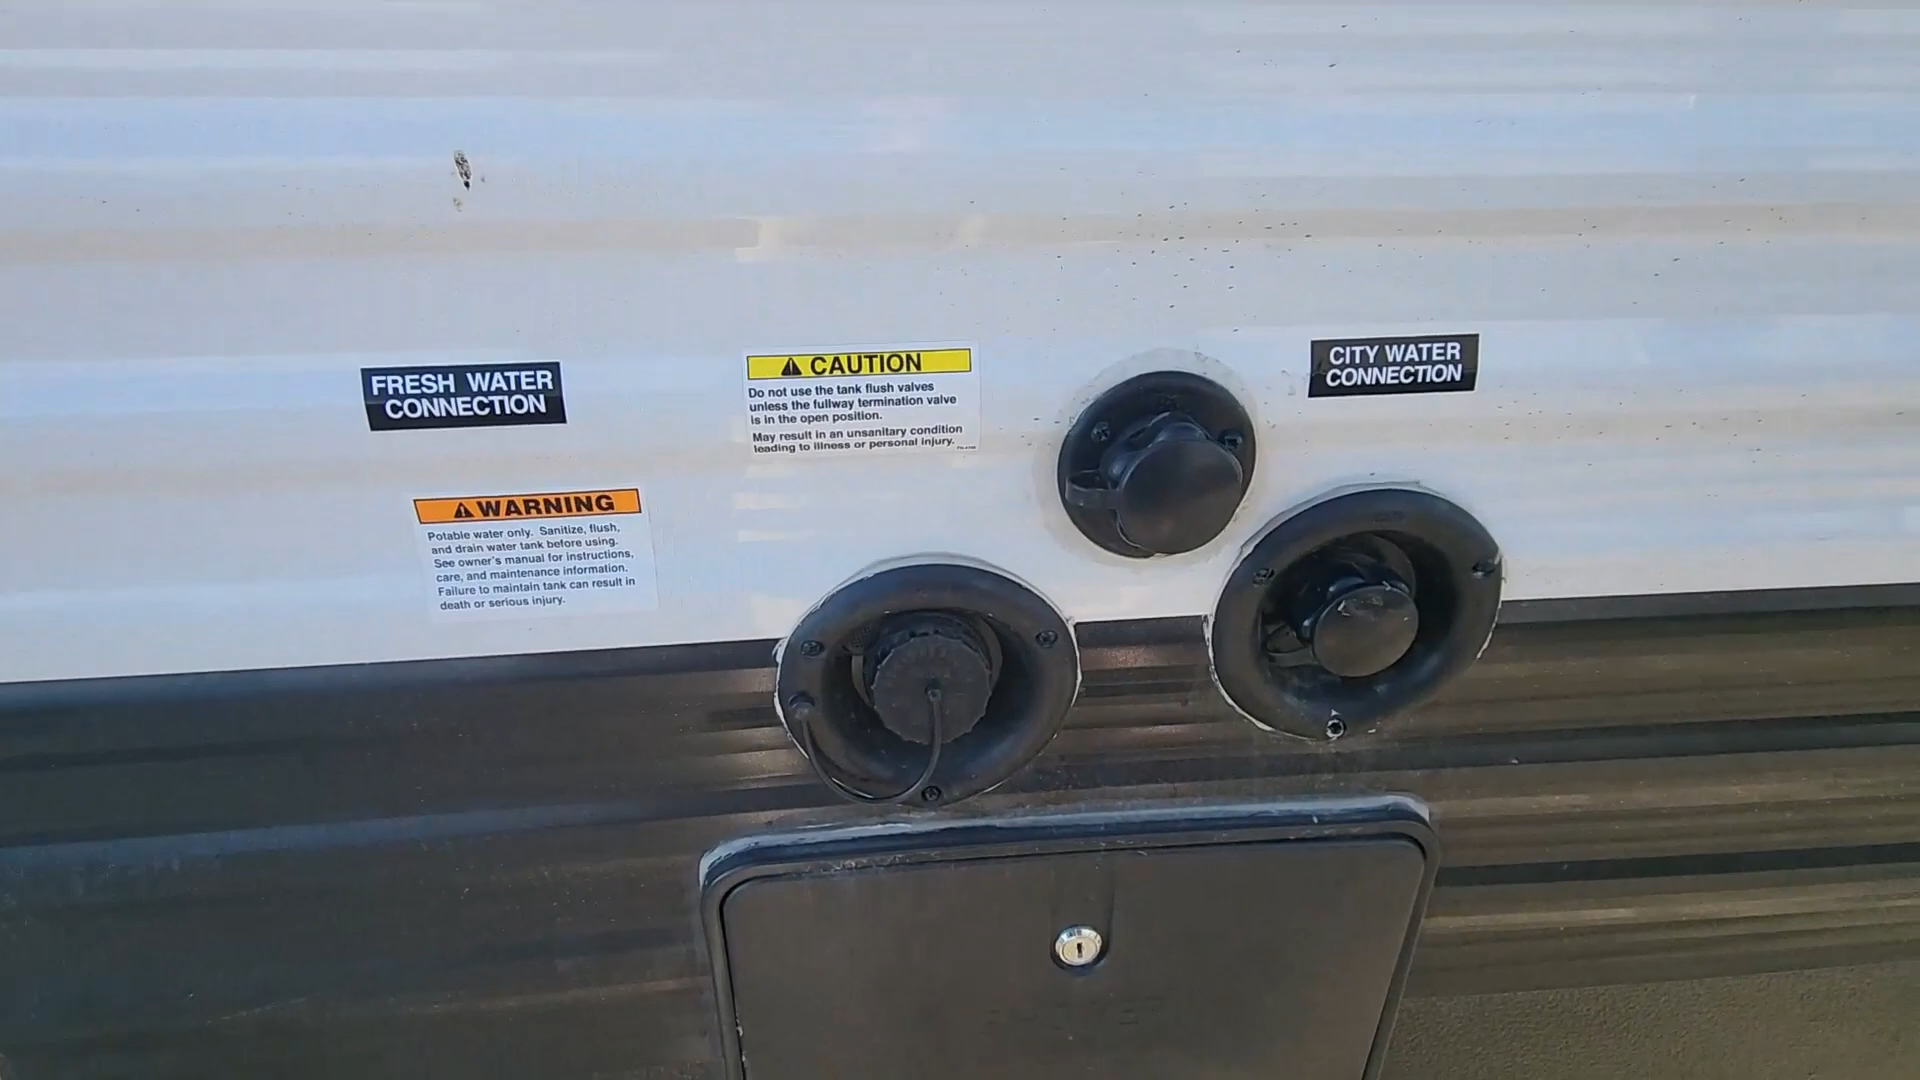 FRESH WATER
CONNECTION
WARNING
Potable water only. Sanitize, flush,
and drain water tank before using.
See owner's manual for instructions,
care, and maintenance information.
Failure to maintain tank can result in
death or serious injury.
CAUTION
Do not use the tank flush valves
unless the fullway termination valve
is in the open position.
May result in an unsanitary condition
leading to illness or personal injury.
CITY WATER
CONNECTION